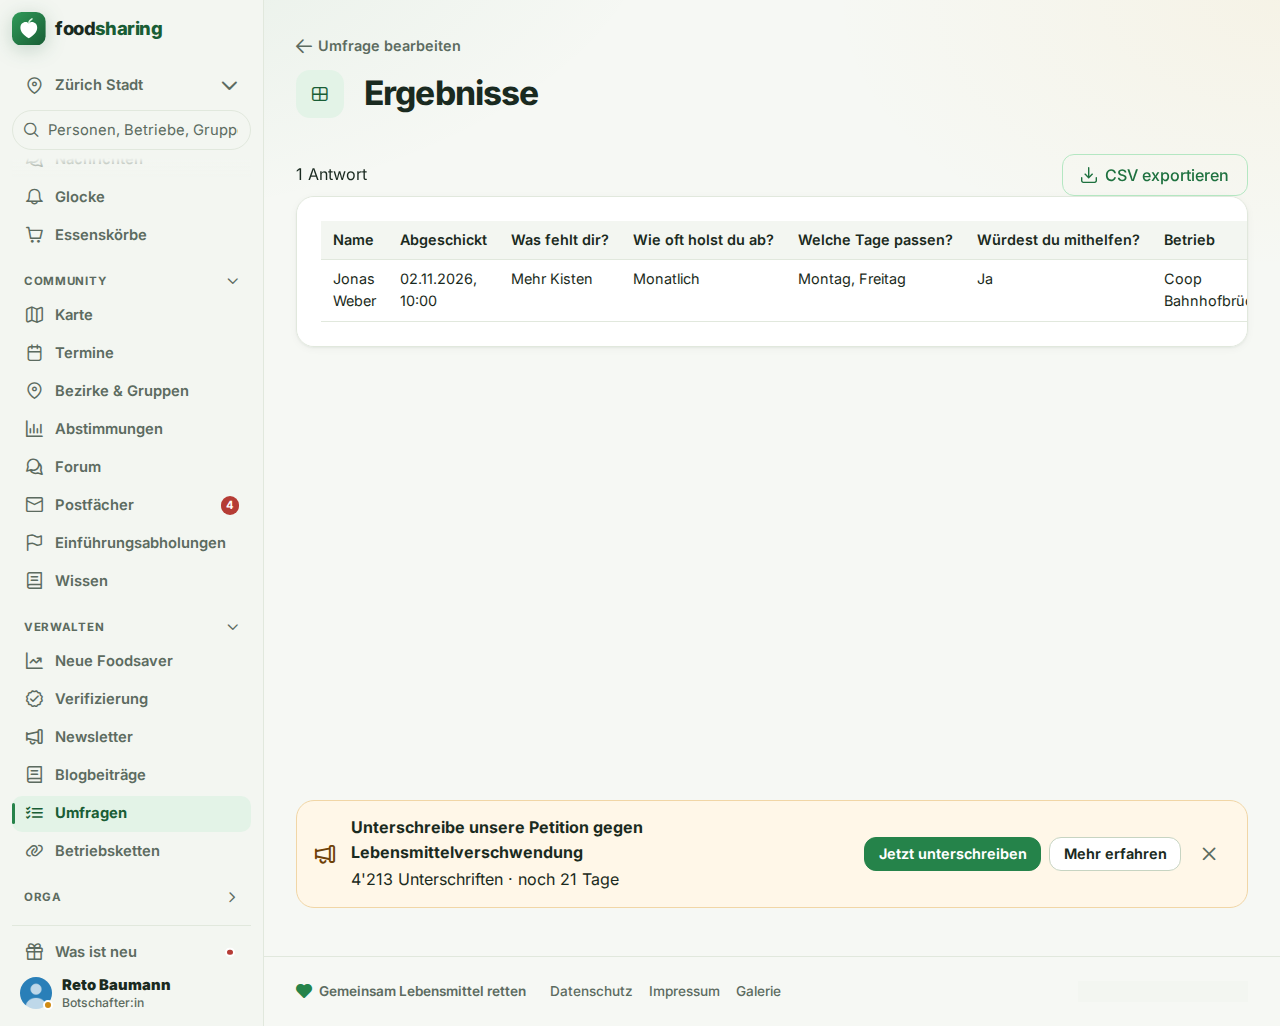 foodsharing
Zürich Stadt
Personen, Betriebe, Grupp
Nachrichten
Glocke
Essenskörbe
COMMUNITY
Karte
Termine
Bezirke & Gruppen
Abstimmungen
Forum
Postfächer 4
Einführungsabholungen
Wissen
VERWALTEN
Neue Foodsaver
Verifizierung
Newsletter
Blogbeiträge
Umfragen
Betriebsketten
ORGA
Was ist neu
Reto Baumann
Botschafter:in
Umfrage bearbeiten
Ergebnisse
1 Antwort
CSV exportieren
Name Abgeschickt Was fehlt dir? Wie oft holst du ab? Welche Tage passen? Würdest du mithelfen? Betrieb
Jonas 02.11.2026, Mehr Kisten Monatlich Montag, Freitag Ja Coop
Weber 10:00 Bahnhofbrüc
Unterschreibe unsere Petition gegen
Lebensmittelverschwendung
4'213 Unterschriften · noch 21 Tage
Jetzt unterschreiben
Mehr erfahren
Gemeinsam Lebensmittel retten Datenschutz Impressum Galerie